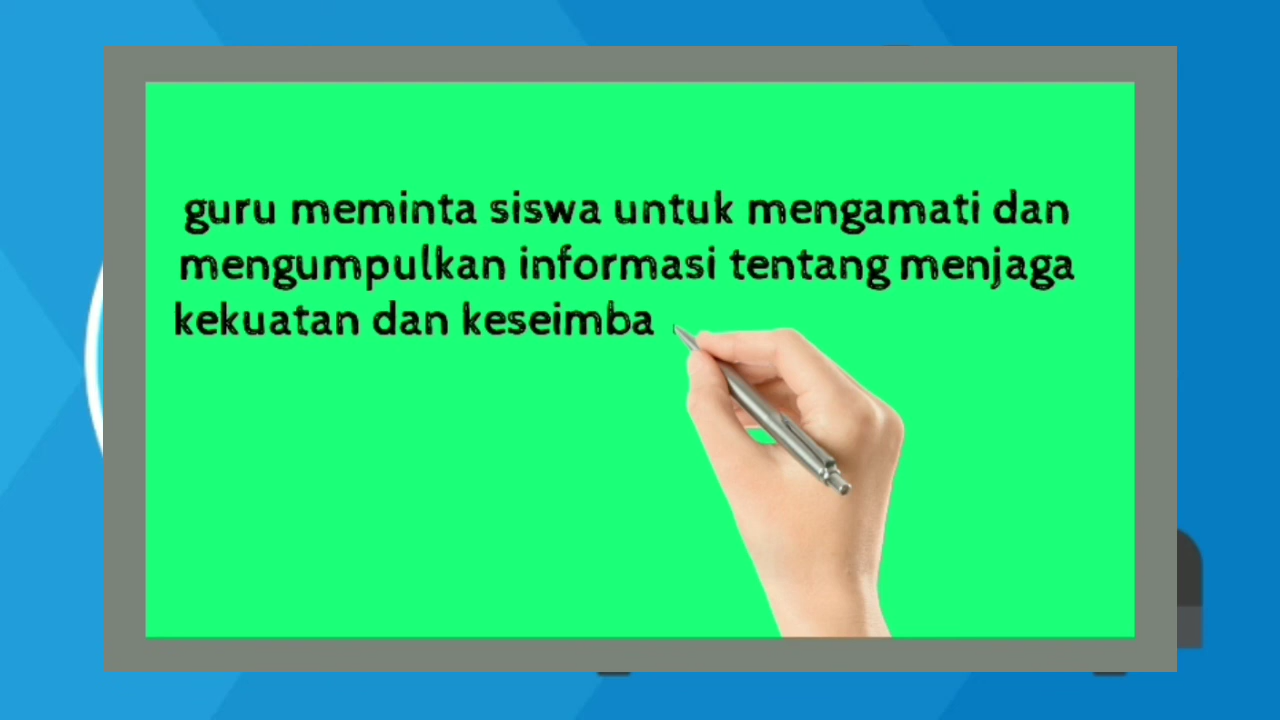 guru meminta siswa untuk mengamati dan
mengumpulkan informasi tentang menjaga
kekuatan dan keseimba